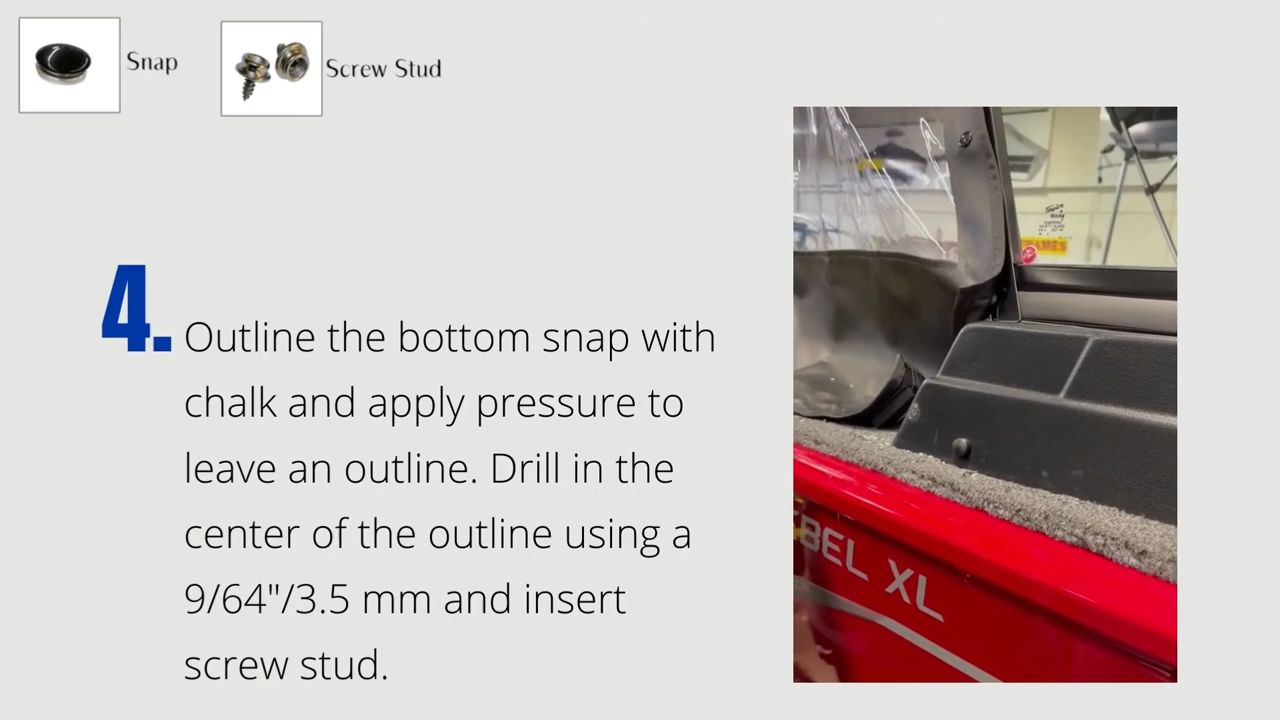 Snap
Screw Stud
4.
Outline the bottom snap with
chalk and apply pressure to
leave an outline. Drill in the
center of the outline using a
9/64"/3.5 mm and insert
screw stud.
EBEL XL